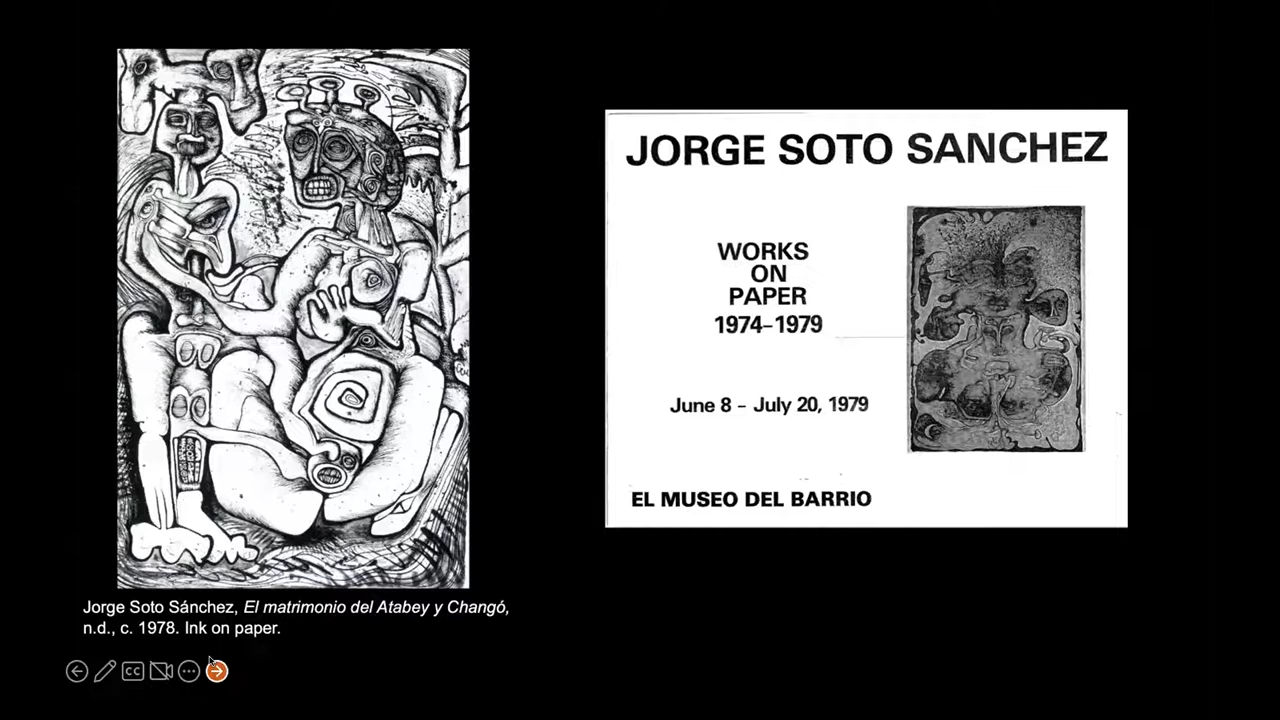 JORGE SOTO SANCHEZ
WORKS
ON
PAPER
1974–1979
June 8 – July 20, 1979
EL MUSEO DEL BARRIO
Jorge Soto Sánchez, El matrimonio del Atabey y Changó,
n.d., c. 1978. Ink on paper.
CC